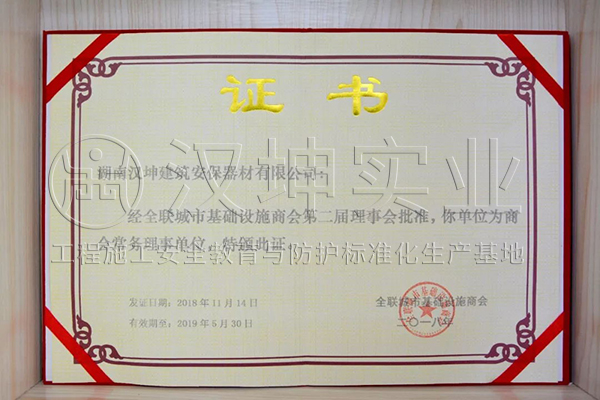 证书
湖南汉坤建筑安保器材有限公司：
经全联城市基础设施商会第二届理事会批准，你单位为商
会常务理事单位，特颁此证。
汉坤实业
工程施工安全教育与防护标准化生产基地
发证日期：2018年11月14日
有效期至：2019年6月30日
全联城市基础设施商会
二〇一八年